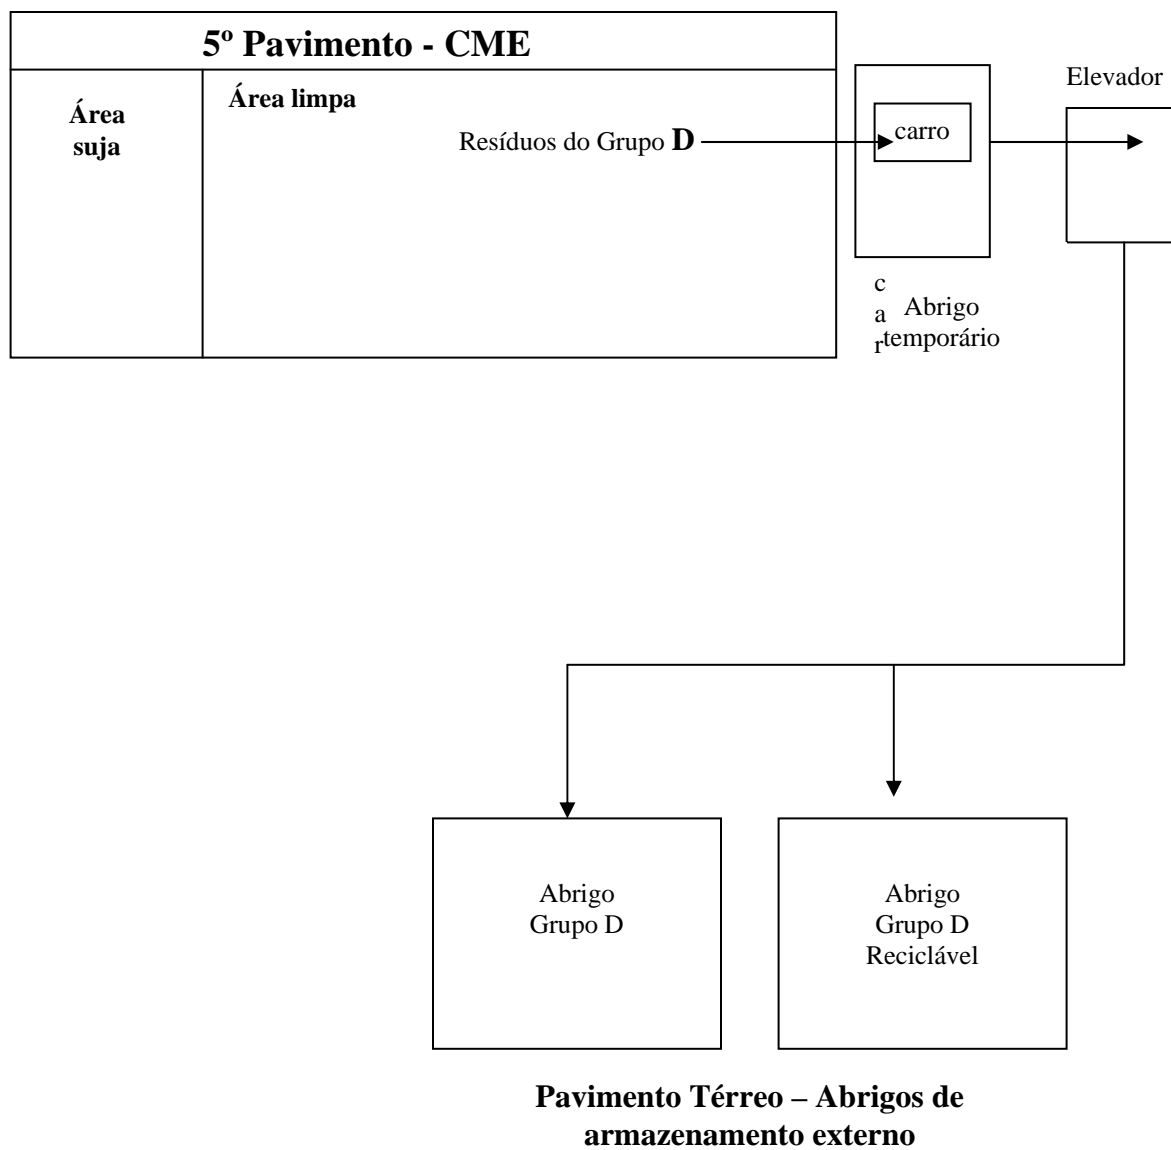 5º Pavimento - CME
Área
suja
Área limpa
Resíduos do Grupo D
carro
Elevador
c
a
r
Abrigo
temporário
Abrigo
Grupo D
Abrigo
Grupo D
Reciclável
Pavimento Térreo – Abrigos de
armazenamento externo